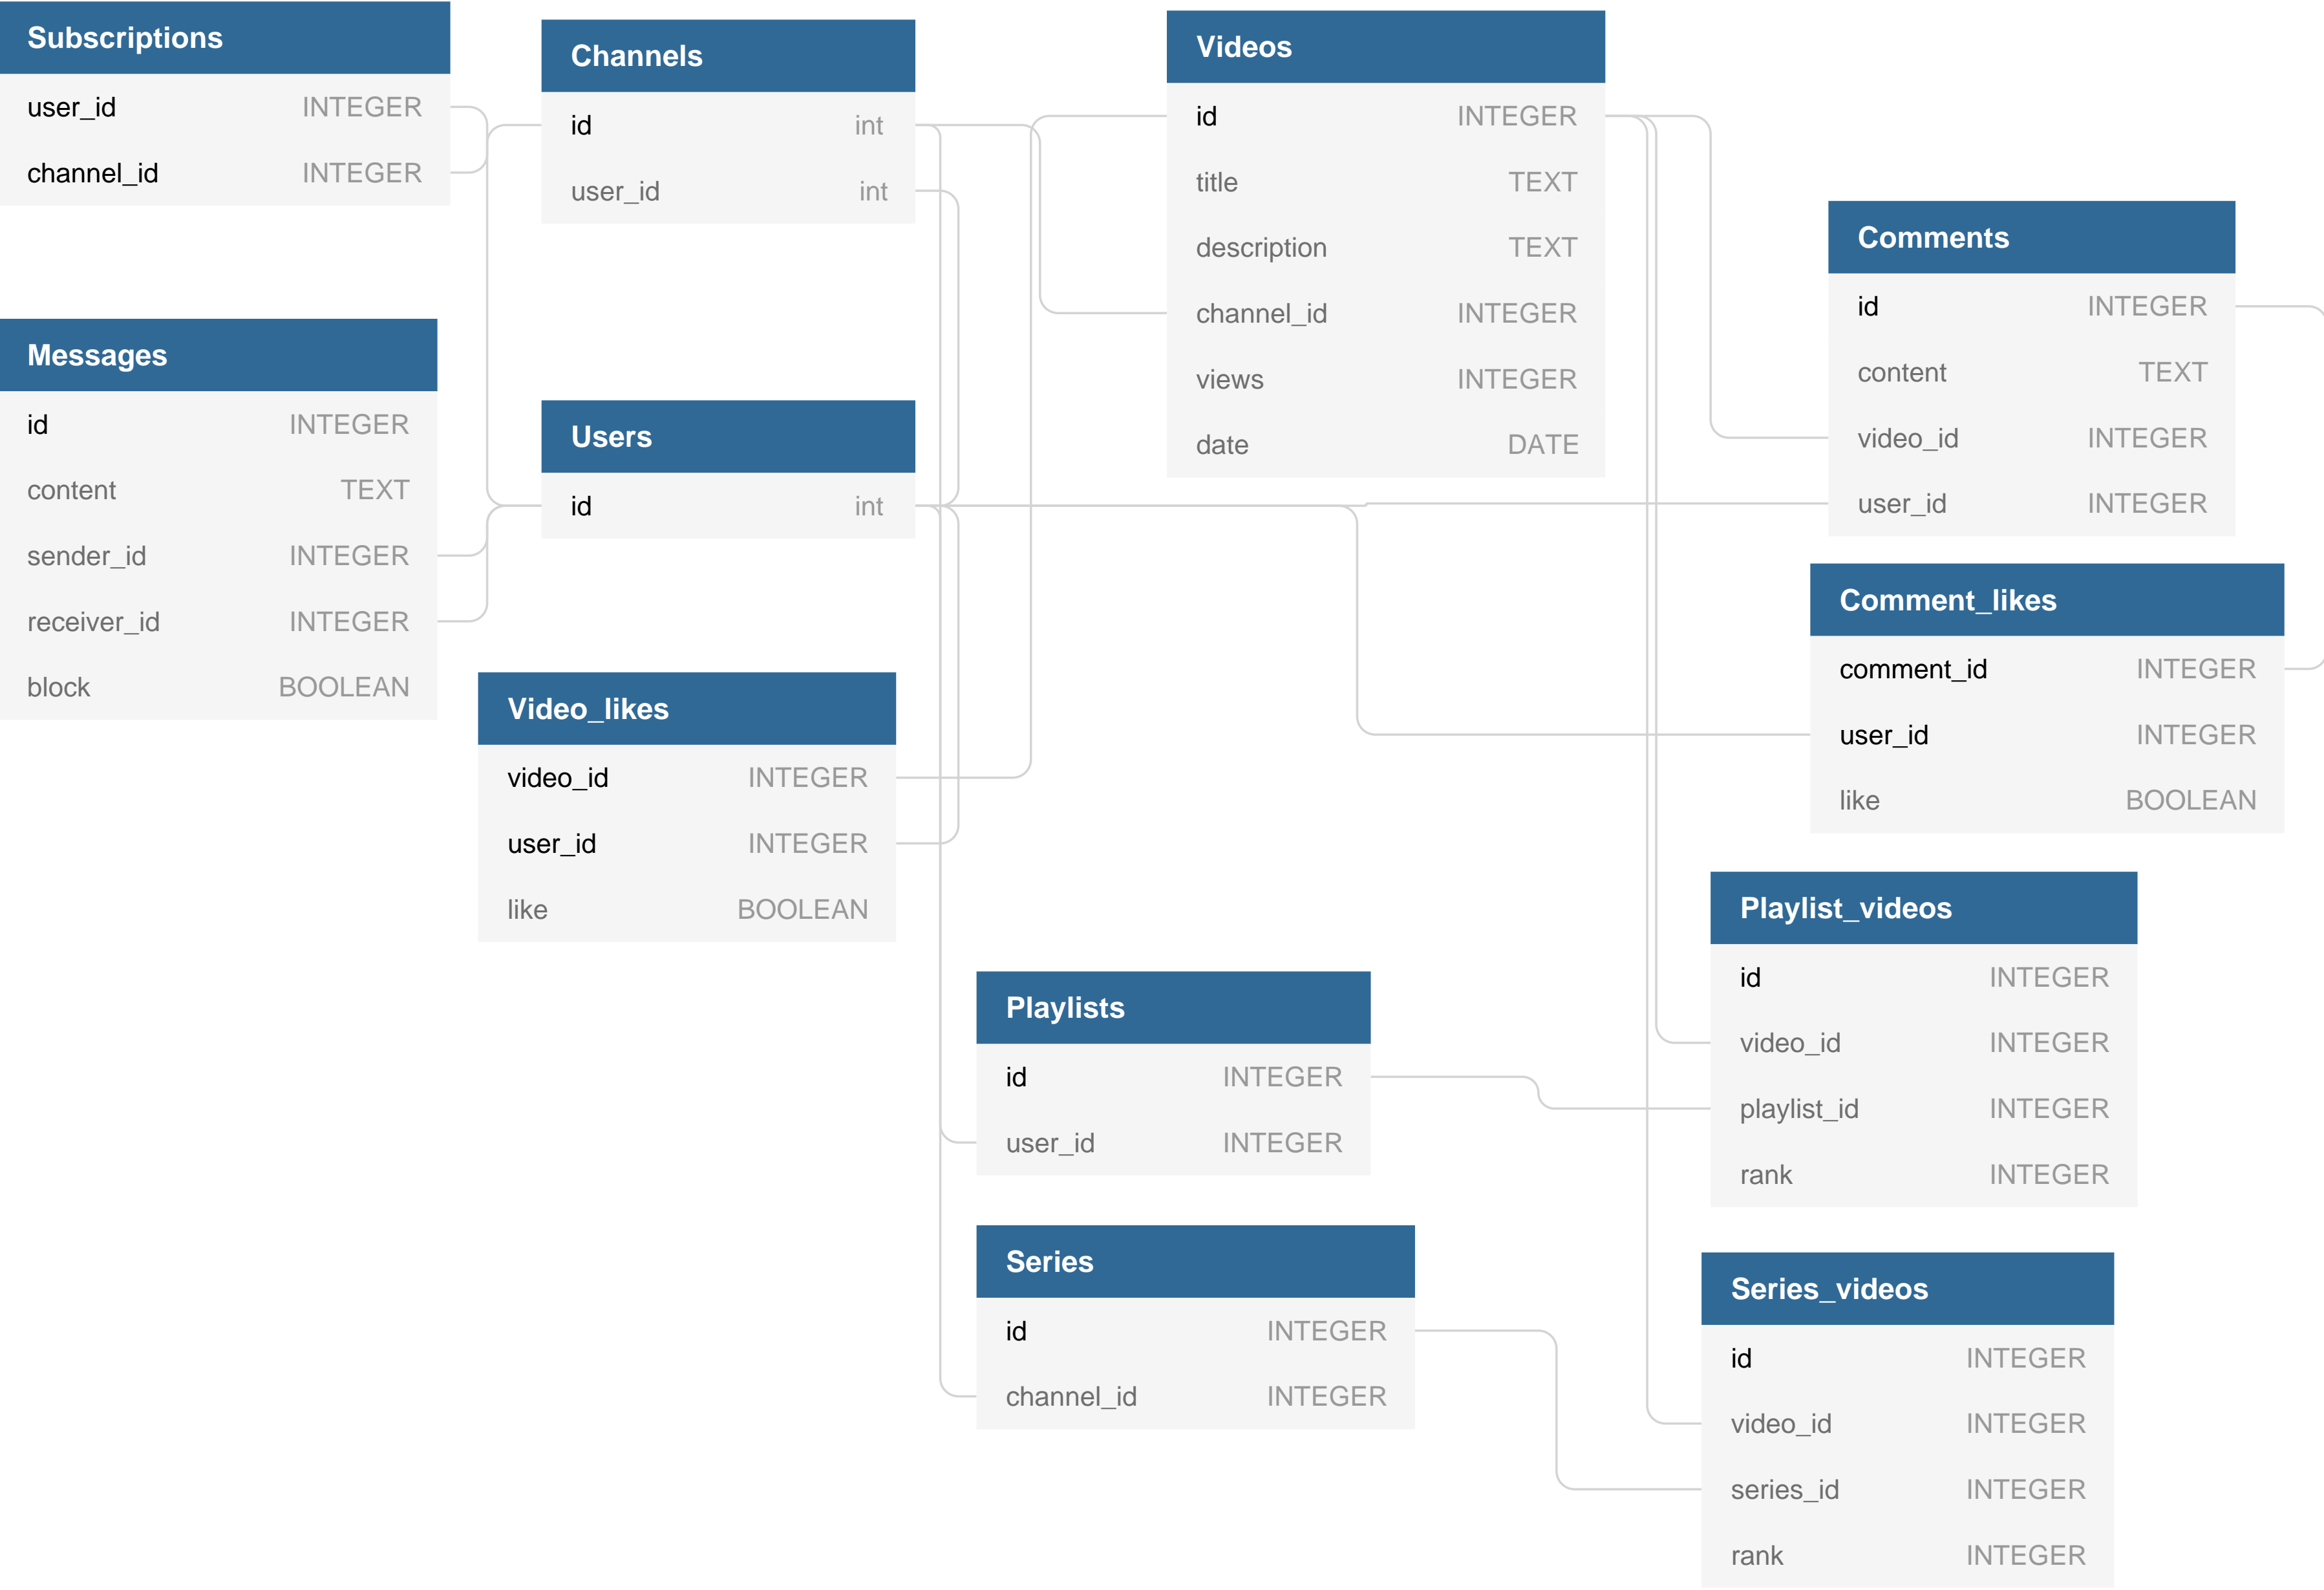 Subscriptions
user_id INTEGER
channel_id INTEGER
Channels
id int
user_id int
Videos
id INTEGER
title TEXT
description TEXT
channel_id INTEGER
views INTEGER
date DATE
Comments
id INTEGER
content TEXT
video_id INTEGER
user_id INTEGER
Messages
id INTEGER
content TEXT
sender_id INTEGER
receiver_id INTEGER
block BOOLEAN
Users
id int
Comment_likes
comment_id INTEGER
user_id INTEGER
like BOOLEAN
Video_likes
video_id INTEGER
user_id INTEGER
like BOOLEAN
Playlist_videos
id INTEGER
video_id INTEGER
playlist_id INTEGER
rank INTEGER
Playlists
id INTEGER
user_id INTEGER
Series
id INTEGER
channel_id INTEGER
Series_videos
id INTEGER
video_id INTEGER
series_id INTEGER
rank INTEGER